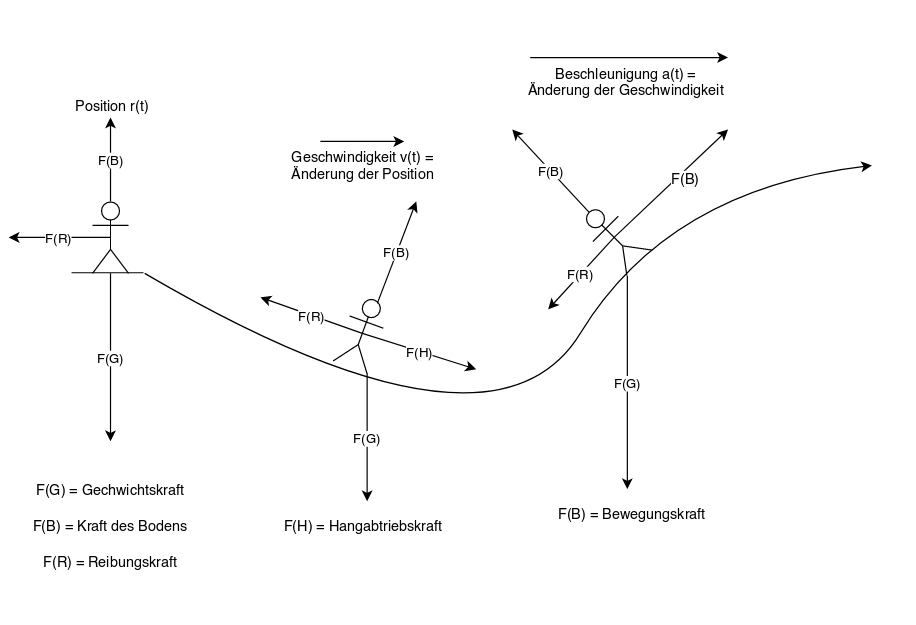 Position r(t)
F(B)
F(R)
F(G)
F(G) = Gechwichtskraft
F(B) = Kraft des Bodens
F(R) = Reibungskraft
Geschwindigkeit v(t) =
Änderung der Position
F(B)
F(R)
F(H)
F(G)
F(H) = Hangabtriebskraft
Beschleunigung a(t) =
Änderung der Geschwindigkeit
F(B)
F(B)
F(R)
F(G)
F(B) = Bewegungskraft